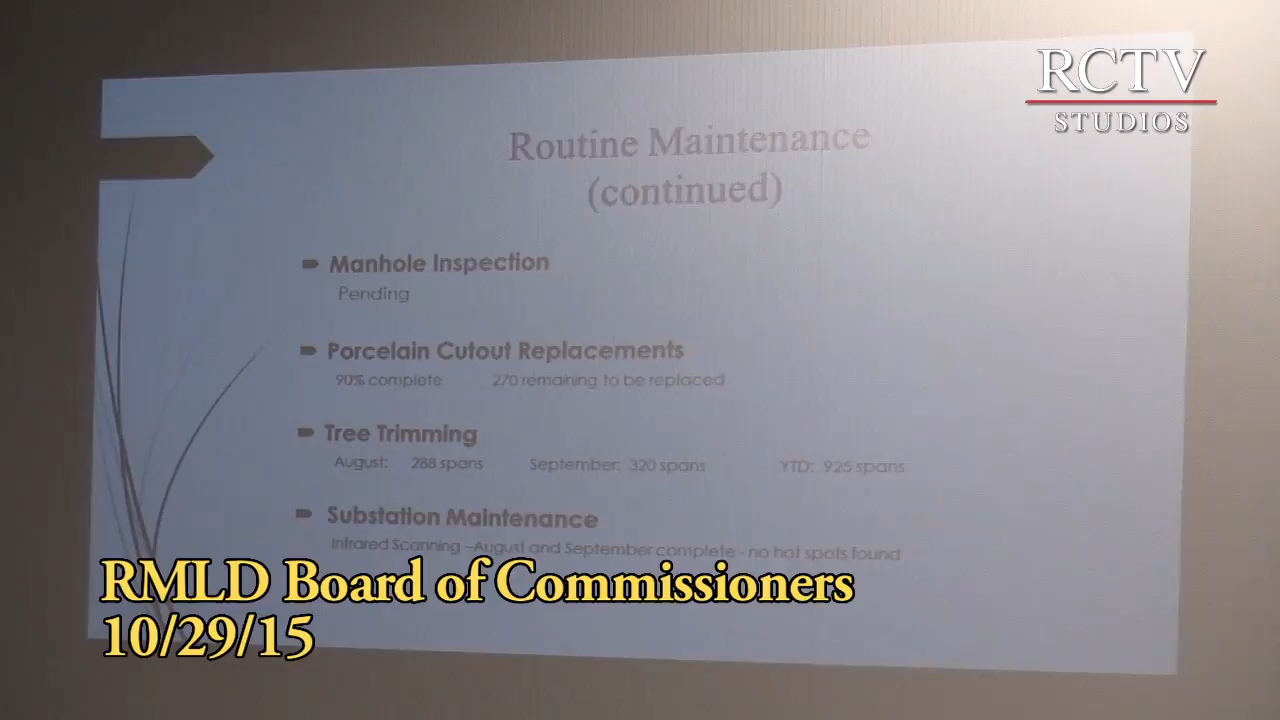 RCTV
STUDIOS
Routine Maintenance
(continued)
Manhole Inspection
Pending
Porcelain Cutout Replacements
90% complete 270 remaining to be replaced
Tree Trimming
August: 288 spans September: 320 spans YTD: 925 spans
Substation Maintenance
Infrared Scanning –August and September complete - no hot spots found
RMLD Board of Commissioners
10/29/15